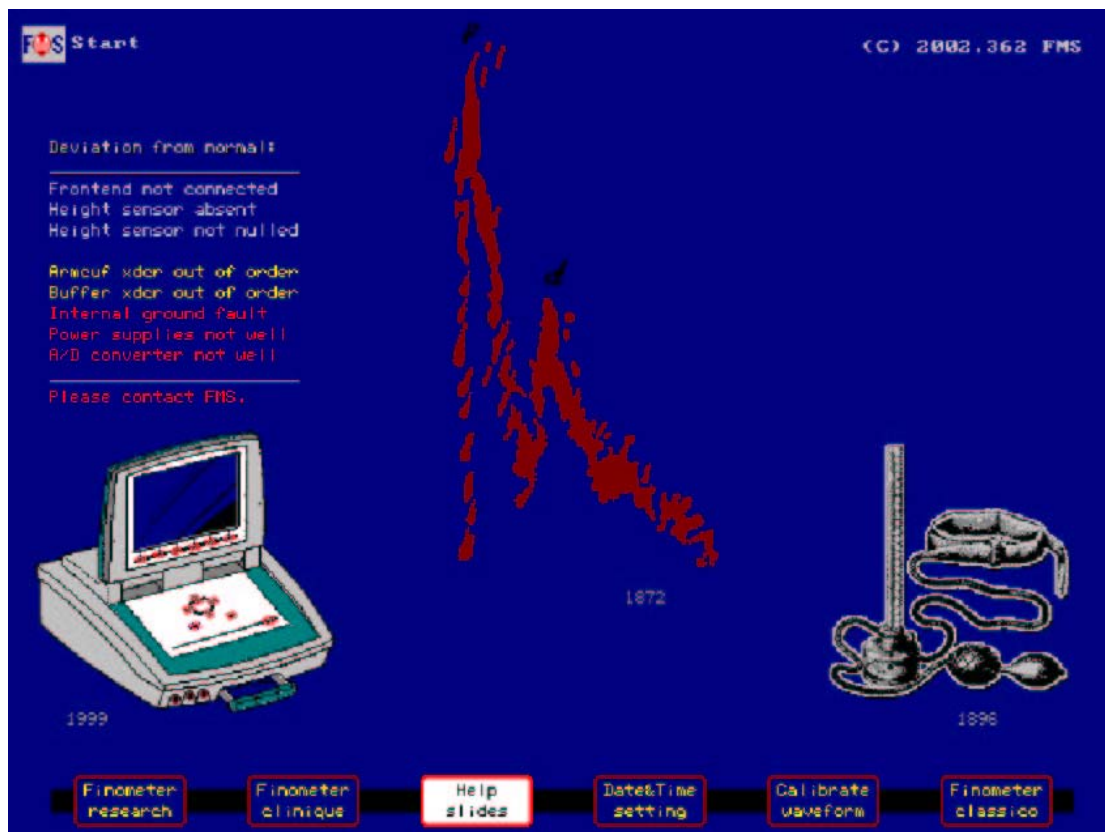 FMS Start
(C) 2002.362 FMS
Deviation from normal:
Frontend not connected
Height sensor absent
Height sensor not nulled
Armcuf xdcr out of order
Buffer xdcr out of order
Internal ground fault
Power supplies not well
A/D converter not well
Please contact FMS.
1872
1999
1896
Finometer
research
Finometer
clinique
Help
slides
Date&Time
setting
Calibrate
waveform
Finometer
classico